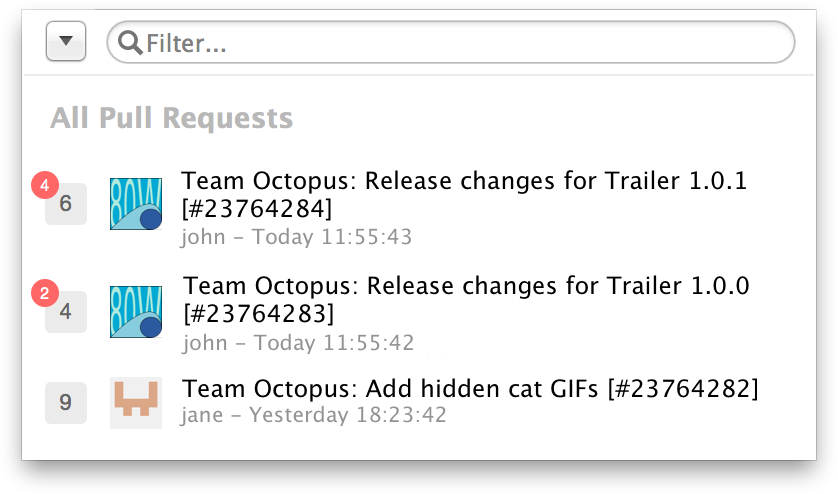 Filter...
All Pull Requests
4
6
80W
Team Octopus: Release changes for Trailer 1.0.1
[#23764284]
john – Today 11:55:43
2
4
80W
Team Octopus: Release changes for Trailer 1.0.0
[#23764283]
john – Today 11:55:42
9
Team Octopus: Add hidden cat GIFs [#23764282]
jane – Yesterday 18:23:42